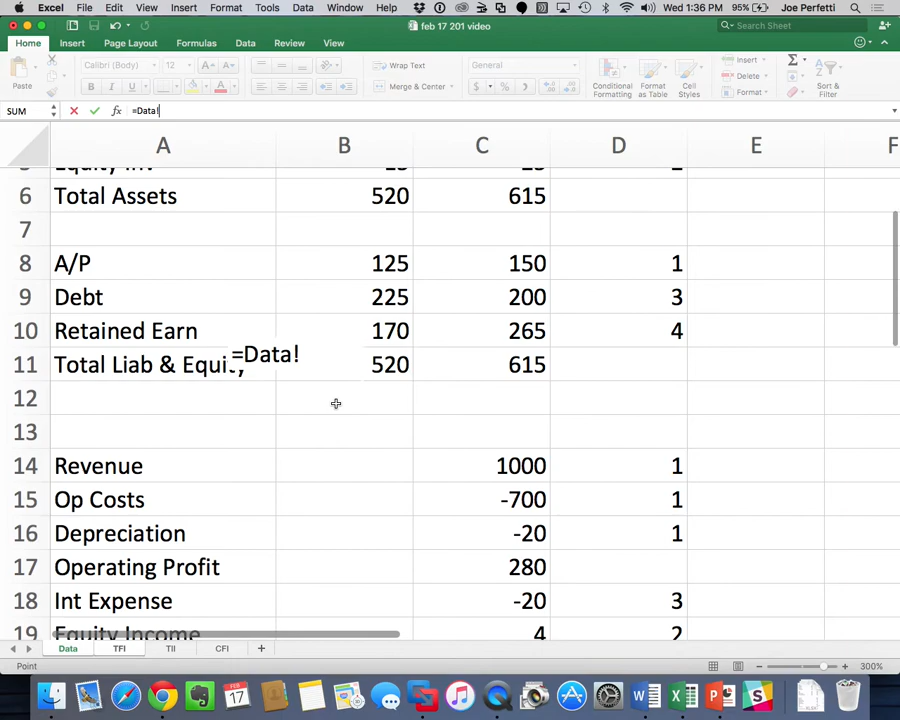 Excel File Edit View Insert Format Tools Data Window Help Wed 1:36 PM 95% Joe Perfetti
feb 17 201 video
Search Sheet
Home Insert Page Layout Formulas Data Review View
Paste Calibri (Body) 12 A A Wrap Text General Conditional Formatting Format as Table Cell Styles Insert Sort & Filter
B I U A Merge & Center $ % ) Delete
Format
SUM fx =Data!
A B C D E F
6 Total Assets 520 615
7
8 A/P 125 150 1
9 Debt 225 200 3
10 Retained Earn 170 265 4
=Data!
11 Total Liab & Equity 520 615
12
13
14 Revenue 1000 1
15 Op Costs -700 1
16 Depreciation -20 1
17 Operating Profit 280
18 Int Expense -20 3
19 Equity Income 4 2
Data TFI TII CFI +
Point 300%
FEB 17